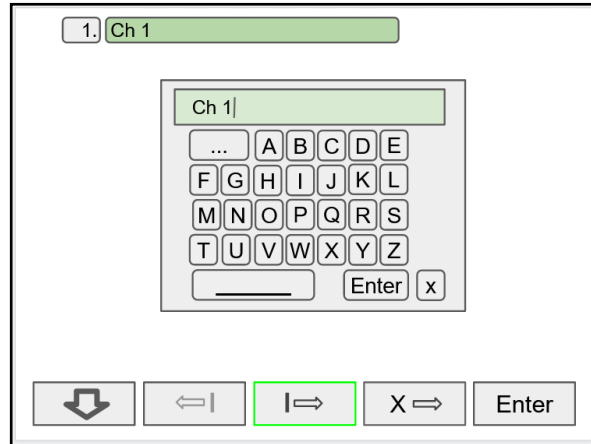 1. Ch 1
Ch 1
... A B C D E
F G H I J K L
M N O P Q R S
T U V W X Y Z
Enter x
X Enter